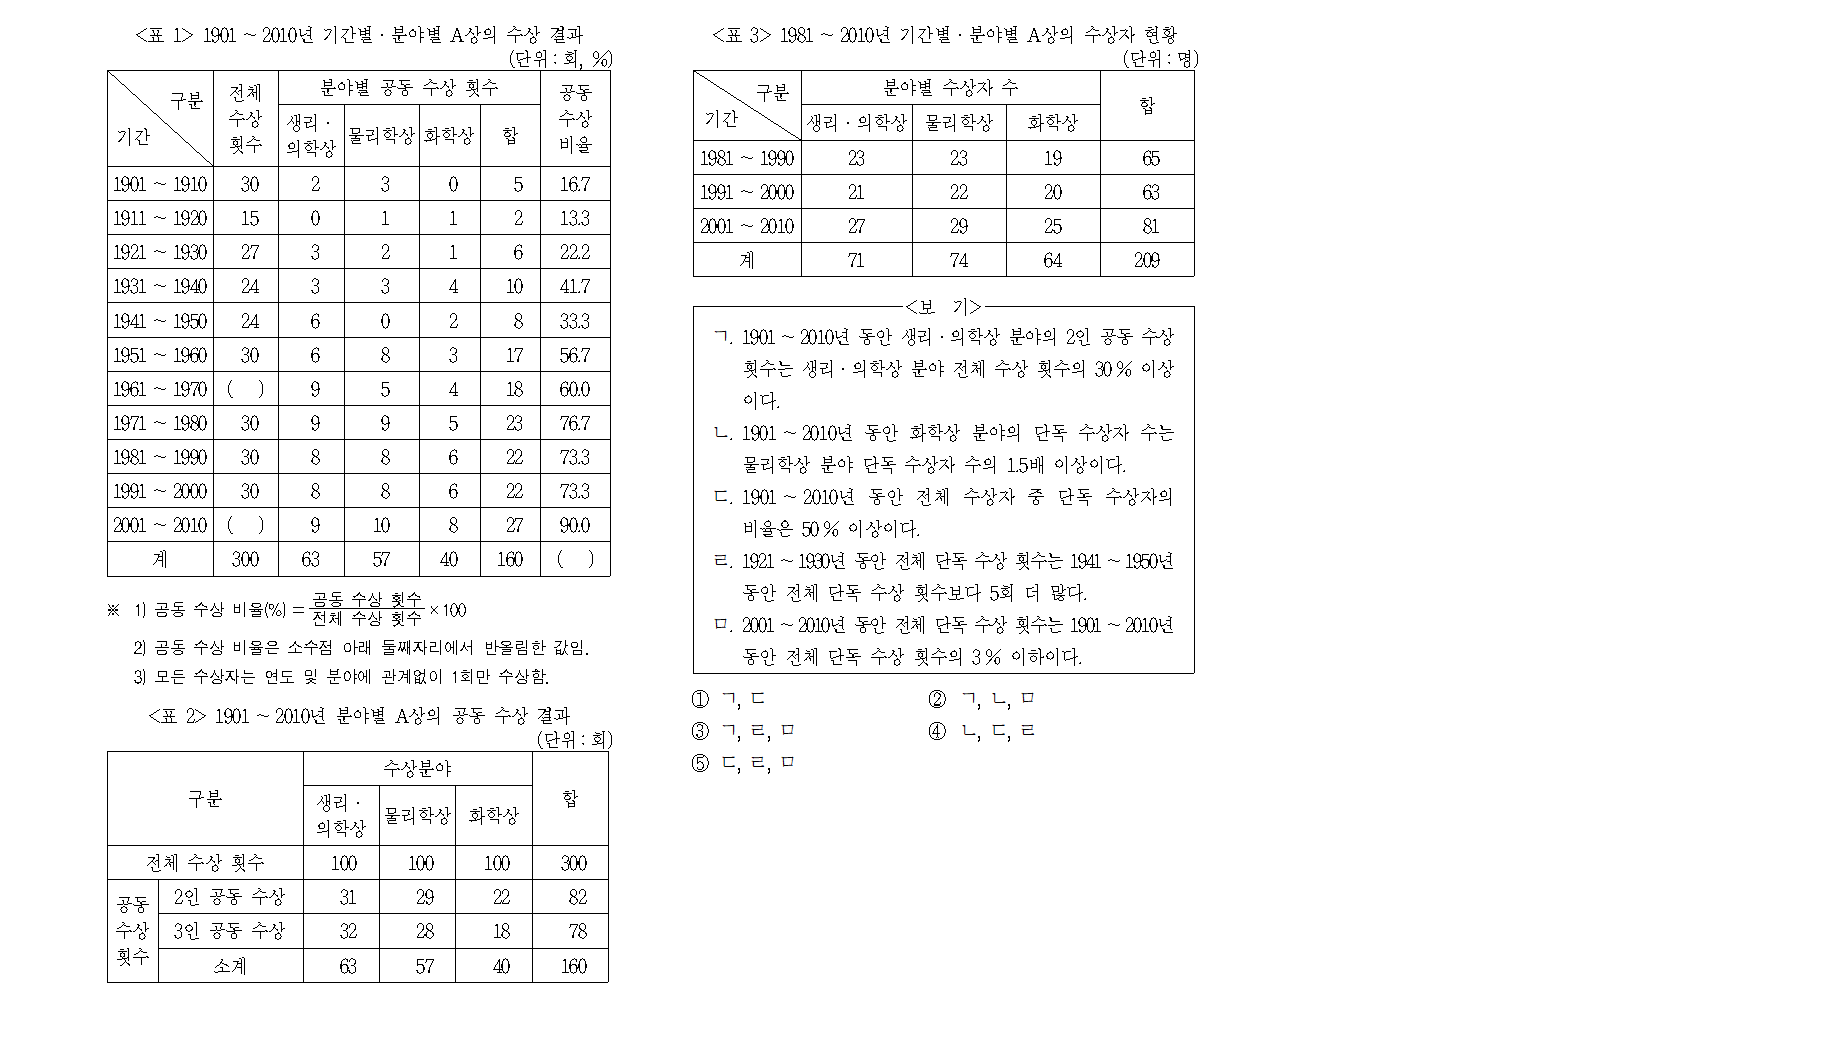 <표 1> 1901 ~ 2010년 기간별 · 분야별 A상의 수상 결과
(단위 : 회, %)
구분 기간 전체 수상 횟수 분야별 공동 수상 횟수 공동 수상 비율
생리 · 의학상 물리학상 화학상 합
1901 ~ 1910 30 2 3 0 5 16.7
1911 ~ 1920 15 0 1 1 2 13.3
1921 ~ 1930 27 3 2 1 6 22.2
1931 ~ 1940 24 3 3 4 10 41.7
1941 ~ 1950 24 6 0 2 8 33.3
1951 ~ 1960 30 6 8 3 17 56.7
1961 ~ 1970 ( ) 9 5 4 18 60.0
1971 ~ 1980 30 9 9 5 23 76.7
1981 ~ 1990 30 8 8 6 22 73.3
1991 ~ 2000 30 8 8 6 22 73.3
2001 ~ 2010 ( ) 9 10 8 27 90.0
계 300 63 57 40 160 ( )
※ 1) 공동 수상 비율(%) = 공동 수상 횟수 / 전체 수상 횟수 × 100
2) 공동 수상 비율은 소수점 아래 둘째자리에서 반올림한 값임.
3) 모든 수상자는 연도 및 분야에 관계없이 1회만 수상함.
<표 2> 1901 ~ 2010년 분야별 A상의 공동 수상 결과
(단위 : 회)
구분 수상분야 합
생리 · 의학상 물리학상 화학상
전체 수상 횟수 100 100 100 300
공동 수상 횟수 2인 공동 수상 31 29 22 82
3인 공동 수상 32 28 18 78
소계 63 57 40 160
<표 3> 1981 ~ 2010년 기간별 · 분야별 A상의 수상자 현황
(단위 : 명)
구분 기간 분야별 수상자 수 합
생리 · 의학상 물리학상 화학상
1981 ~ 1990 23 23 19 65
1991 ~ 2000 21 22 20 63
2001 ~ 2010 27 29 25 81
계 71 74 64 209
<보 기>
ㄱ. 1901 ~ 2010년 동안 생리 · 의학상 분야의 2인 공동 수상
횟수는 생리 · 의학상 분야 전체 수상 횟수의 30 % 이상
이다.
ㄴ. 1901 ~ 2010년 동안 화학상 분야의 단독 수상자 수는
물리학상 분야 단독 수상자 수의 1.5배 이상이다.
ㄷ. 1901 ~ 2010년 동안 전체 수상자 중 단독 수상자의
비율은 50 % 이상이다.
ㄹ. 1921 ~ 1930년 동안 전체 단독 수상 횟수는 1941 ~ 1950년
동안 전체 단독 수상 횟수보다 5회 더 많다.
ㅁ. 2001 ~ 2010년 동안 전체 단독 수상 횟수는 1901 ~ 2010년
동안 전체 단독 수상 횟수의 3 % 이하이다.
① ㄱ, ㄷ ② ㄱ, ㄴ, ㅁ
③ ㄱ, ㄹ, ㅁ ④ ㄴ, ㄷ, ㄹ
⑤ ㄷ, ㄹ, ㅁ